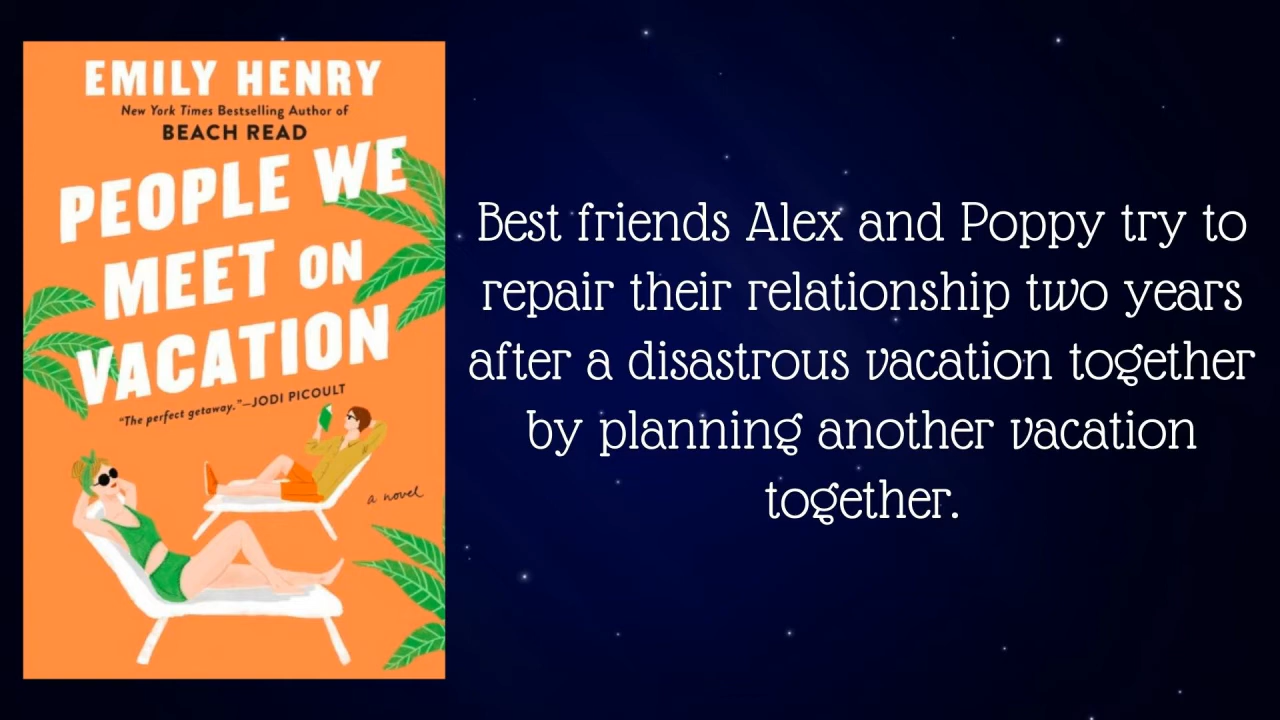 EMILY HENRY
New York Times Bestselling Author of
BEACH READ
PEOPLE WE
MEET ON
VACATION
"The perfect getaway."—JODI PICOULT
a novel
Best friends Alex and Poppy try to
repair their relationship two years
after a disastrous vacation together
by planning another vacation
together.